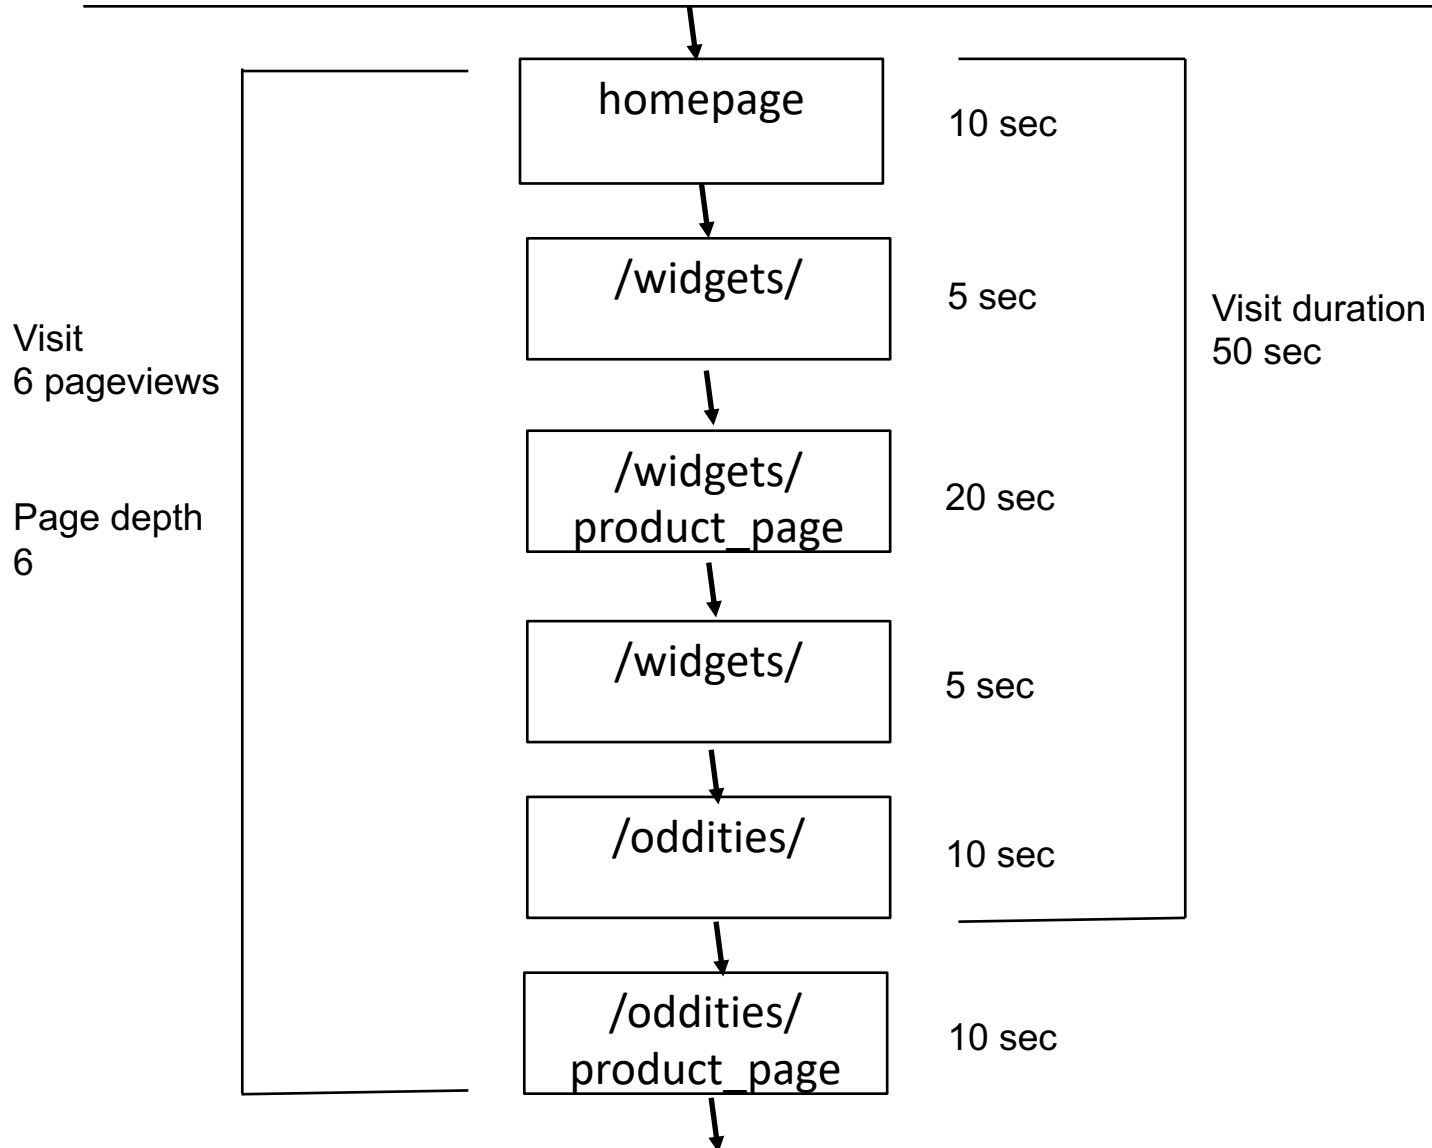 homepage
10 sec
/widgets/
5 sec
Visit duration
50 sec
Visit
6 pageviews
/widgets/
product_page
20 sec
Page depth
6
/widgets/
5 sec
/oddities/
10 sec
/oddities/
product_page
10 sec